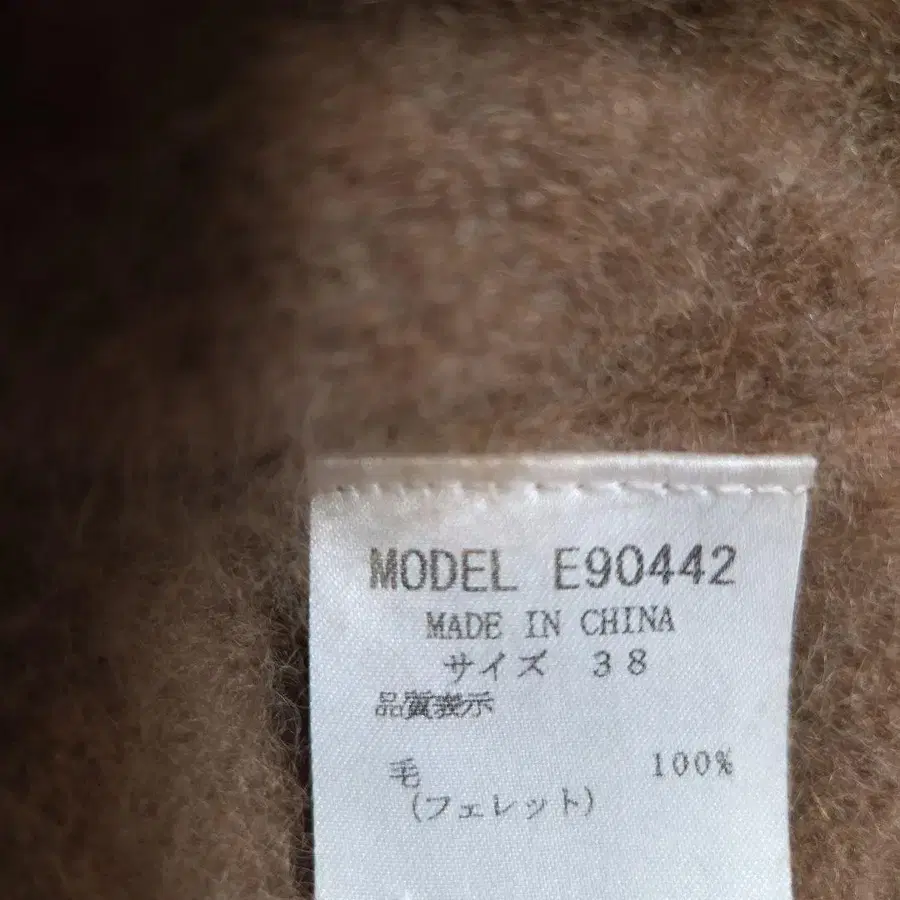 MODEL E90442
MADE IN CHINA
サイズ 38
品質表示
毛 100%
(フェレット)